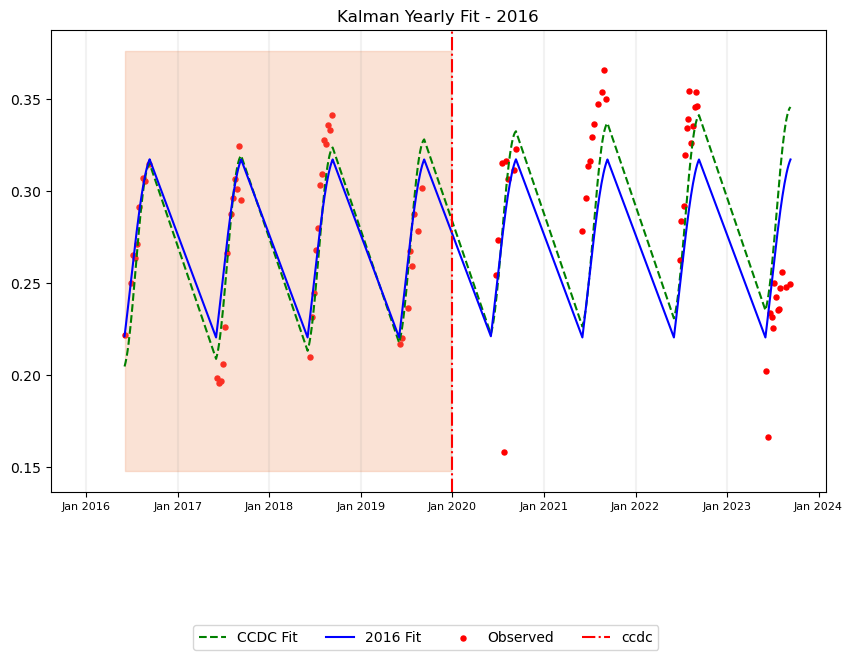 Kalman Yearly Fit - 2016
0.35
0.30
0.25
0.20
0.15
Jan 2016 Jan 2017 Jan 2018 Jan 2019 Jan 2020 Jan 2021 Jan 2022 Jan 2023 Jan 2024
CCDC Fit 2016 Fit Observed ccdc